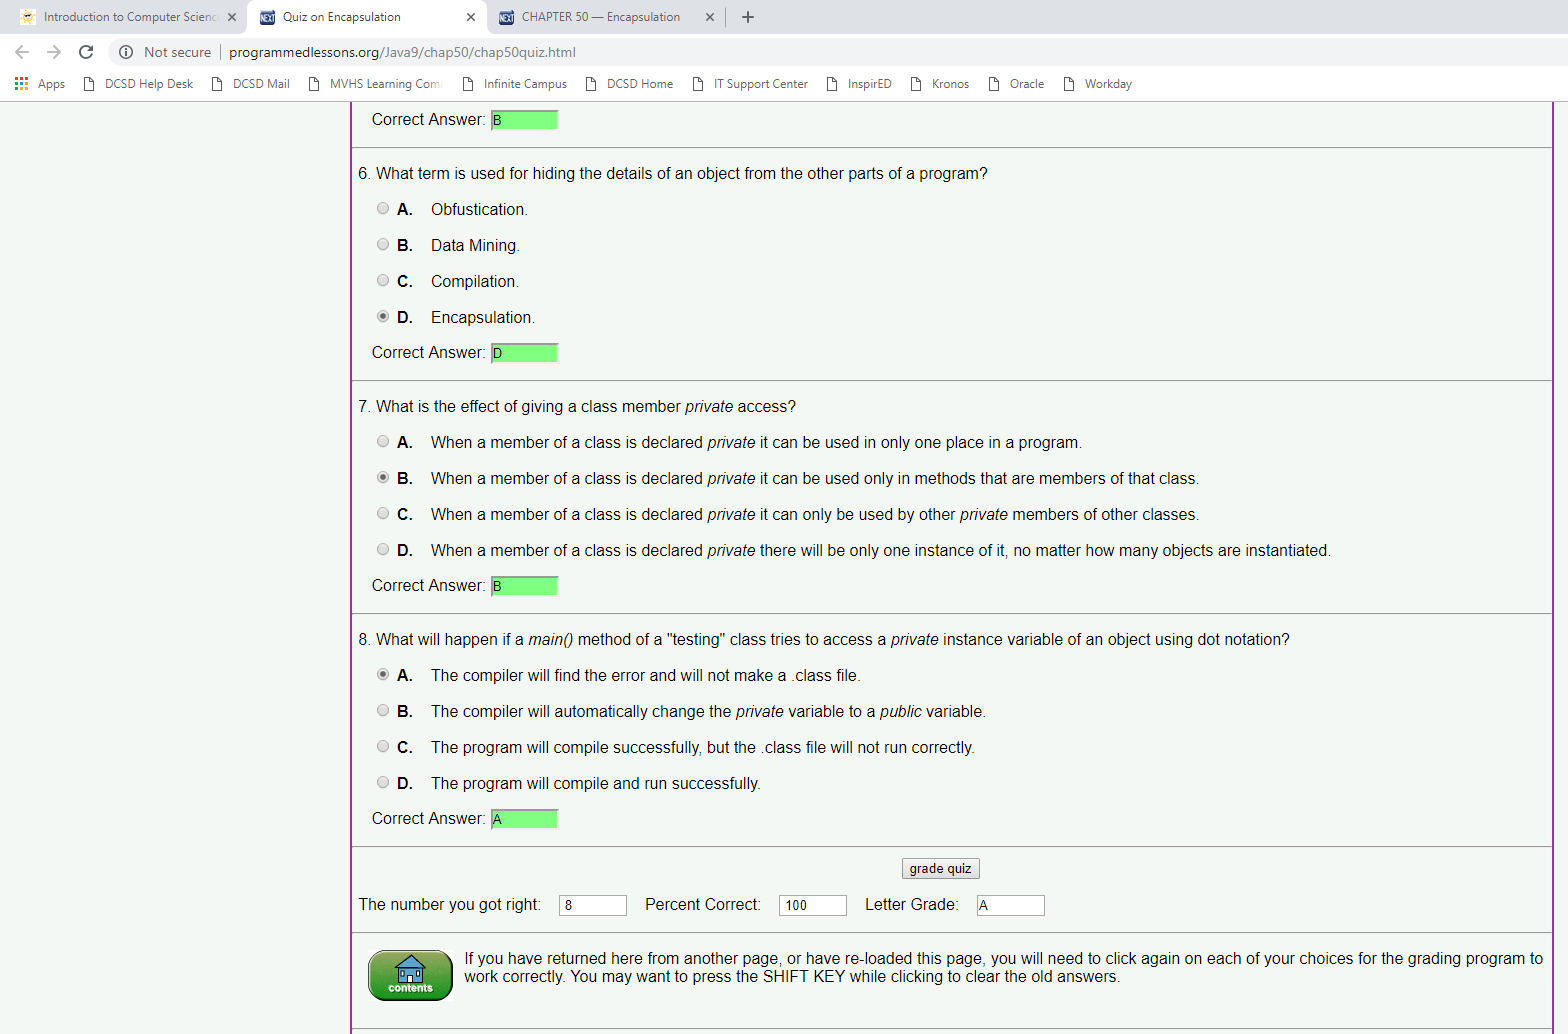 Introduction to Computer Scienc
Quiz on Encapsulation
CHAPTER 50 — Encapsulation
Not secure | programmedlessons.org/Java9/chap50/chap50quiz.html
Apps DCSD Help Desk DCSD Mail MVHS Learning Com Infinite Campus DCSD Home IT Support Center InspirED Kronos Oracle Workday
Correct Answer: B
6. What term is used for hiding the details of an object from the other parts of a program?
A. Obfustication.
B. Data Mining.
C. Compilation.
D. Encapsulation.
Correct Answer: D
7. What is the effect of giving a class member private access?
A. When a member of a class is declared private it can be used in only one place in a program.
B. When a member of a class is declared private it can be used only in methods that are members of that class.
C. When a member of a class is declared private it can only be used by other private members of other classes.
D. When a member of a class is declared private there will be only one instance of it, no matter how many objects are instantiated.
Correct Answer: B
8. What will happen if a main() method of a "testing" class tries to access a private instance variable of an object using dot notation?
A. The compiler will find the error and will not make a .class file.
B. The compiler will automatically change the private variable to a public variable.
C. The program will compile successfully, but the .class file will not run correctly.
D. The program will compile and run successfully.
Correct Answer: A
grade quiz
The number you got right: 8 Percent Correct: 100 Letter Grade: A
contents
If you have returned here from another page, or have re-loaded this page, you will need to click again on each of your choices for the grading program to
work correctly. You may want to press the SHIFT KEY while clicking to clear the old answers.